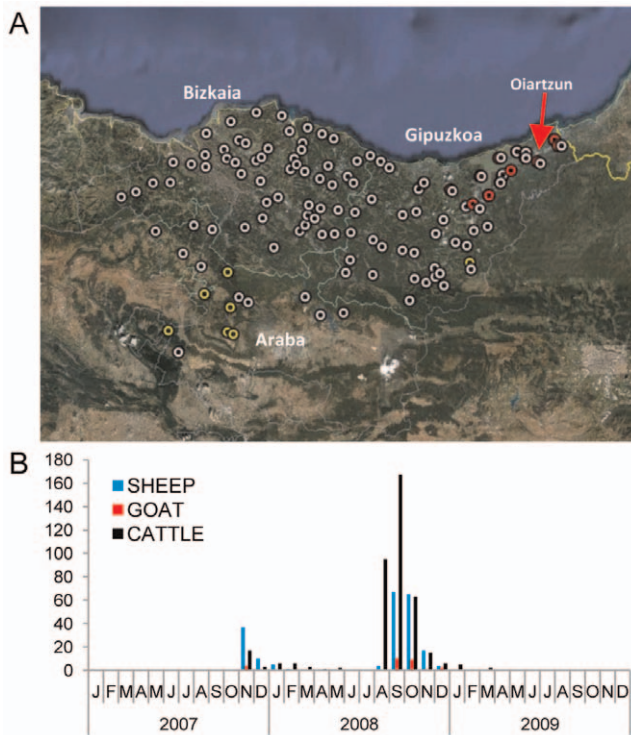 A
Oiartzun
Bizkaia
Gipuzkoa
Araba
B
180
160
140
120
100
80
60
40
20
0
SHEEP
GOAT
CATTLE
J F M A M J J A S O N D J F M A M J J A S O N D J F M A M J J A S O N D
2007 2008 2009